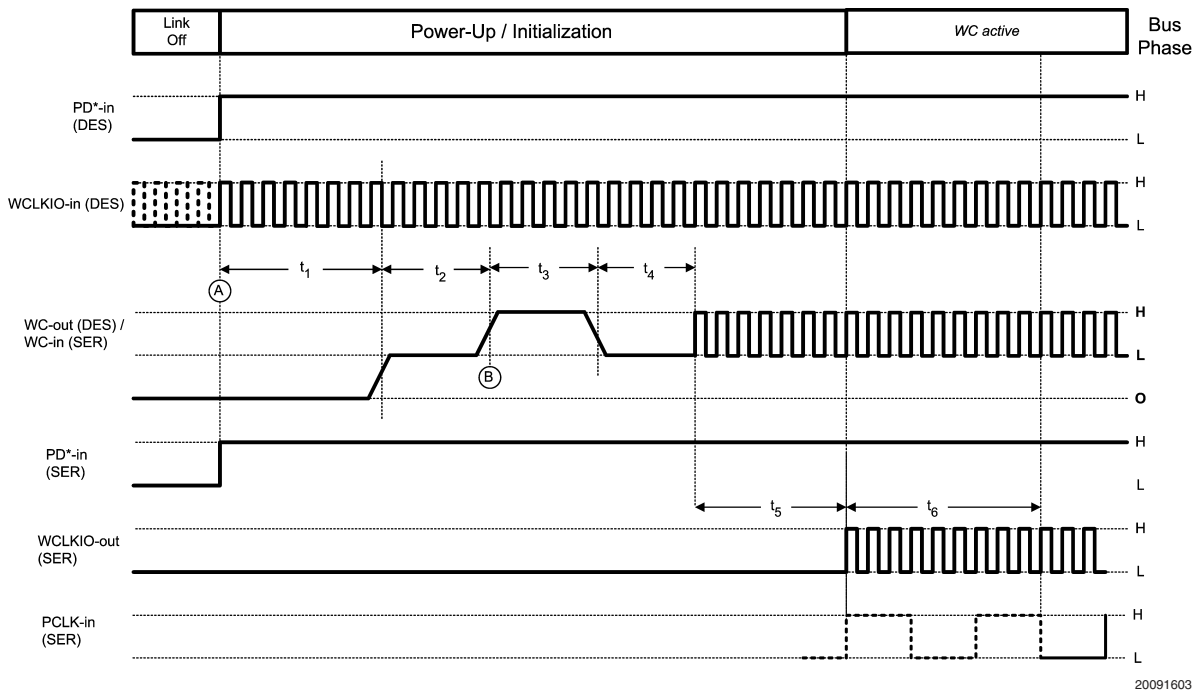 Link
Off
Power-Up / Initialization
WC active
Bus
Phase
PD*-in
(DES)
H
L
WCLKIO-in (DES)
H
L
t1
t2
t3
t4
A
WC-out (DES) /
WC-in (SER)
H
L
B
O
PD*-in
(SER)
H
L
t5
t6
WCLKIO-out
(SER)
H
L
PCLK-in
(SER)
H
L
20091603